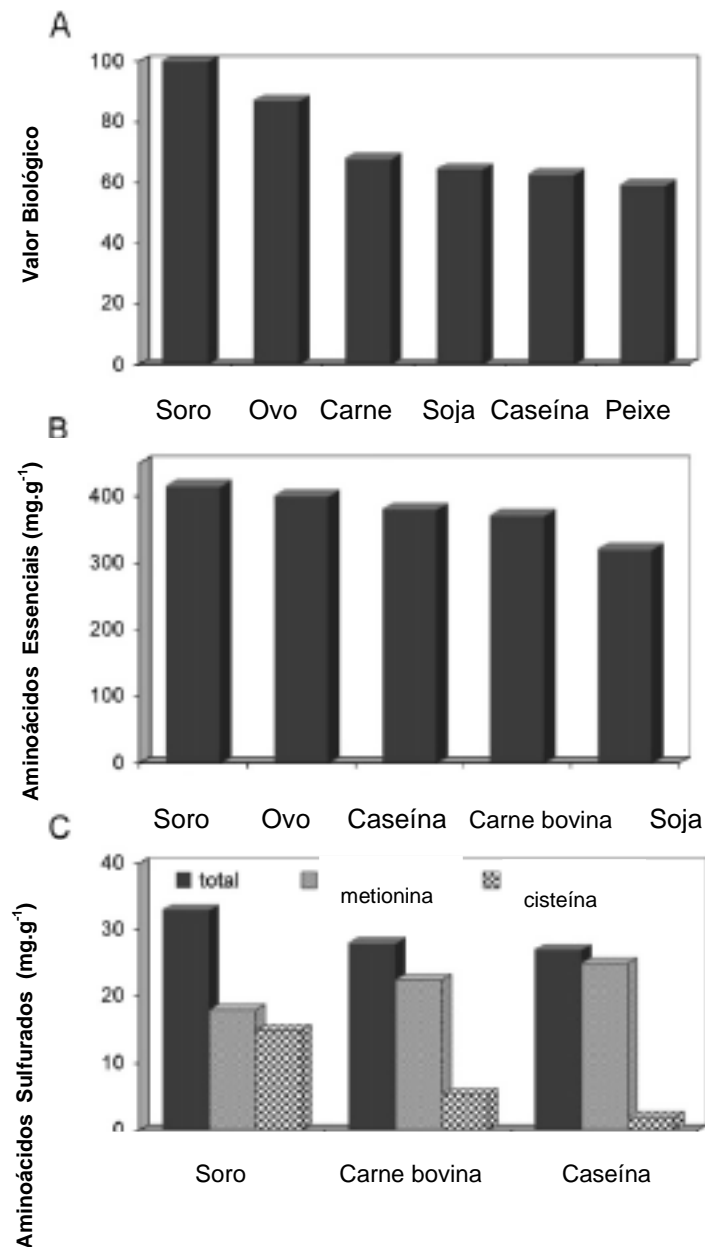 A
Valor Biológico
100
80
60
40
20
0
Soro Ovo Carne Soja Caseína Peixe
B
Aminoácidos Essenciais (mg.g-1)
400
300
200
100
0
Soro Ovo Caseína Carne bovina Soja
C
Aminoácidos Sulfurados (mg.g-1)
40
30
20
10
0
total metionina cisteína
Soro Carne bovina Caseína